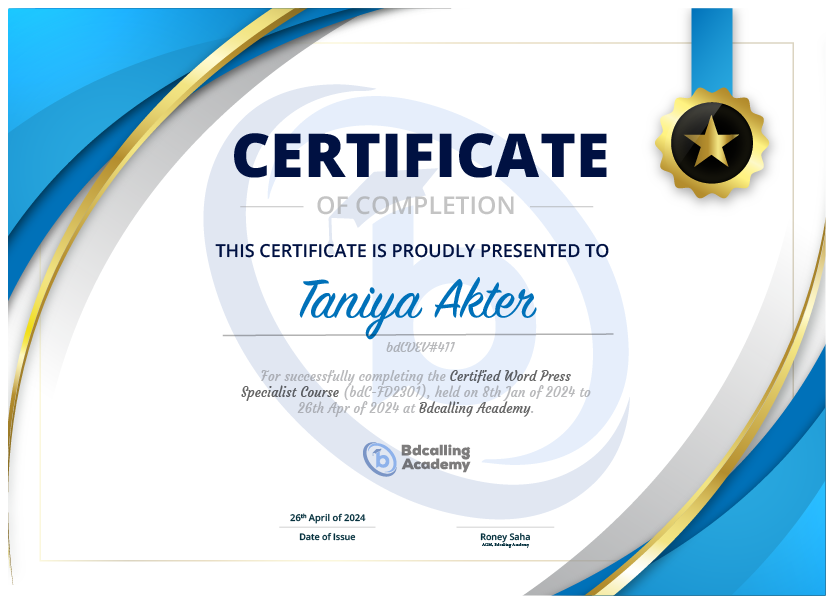 CERTIFICATE
OF COMPLETION
THIS CERTIFICATE IS PROUDLY PRESENTED TO
Taniya Akter
bdCDEV#411
For successfully completing the Certified Word Press
Specialist Course (bdC-FD2301), held on 8th Jan of 2024 to
26th Apr of 2024 at Bdcalling Academy.
Bdcalling
Academy
26th April of 2024
Date of Issue
Roney Saha
AGM, Bdcalling Academy